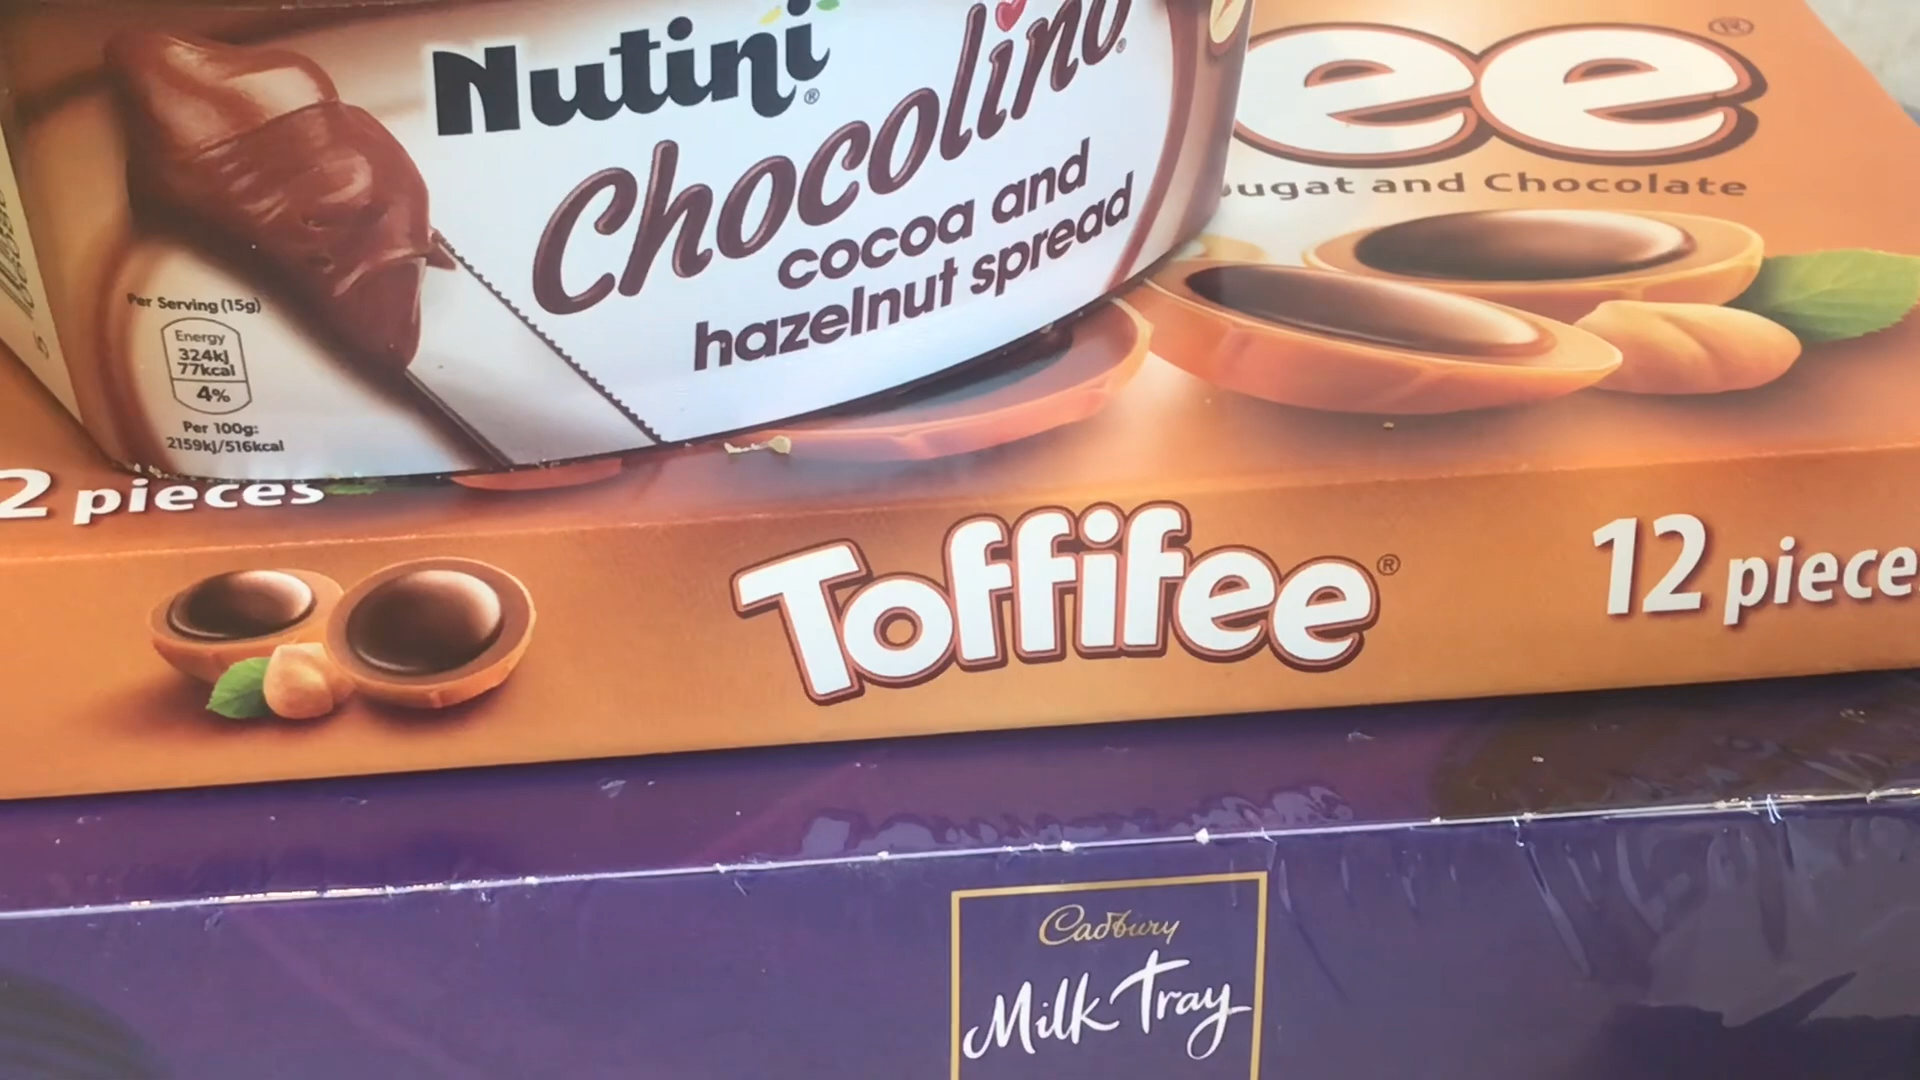 Nutini®
Chocolino®
cocoa and
hazelnut spread
Per Serving (15g)
Energy
324kJ
77kcal
4%
Per 100g:
2159kJ/516kcal
ee®
and Chocolate
2 pieces
Toffifee®
12 piece
Cadbury
Milk Tray